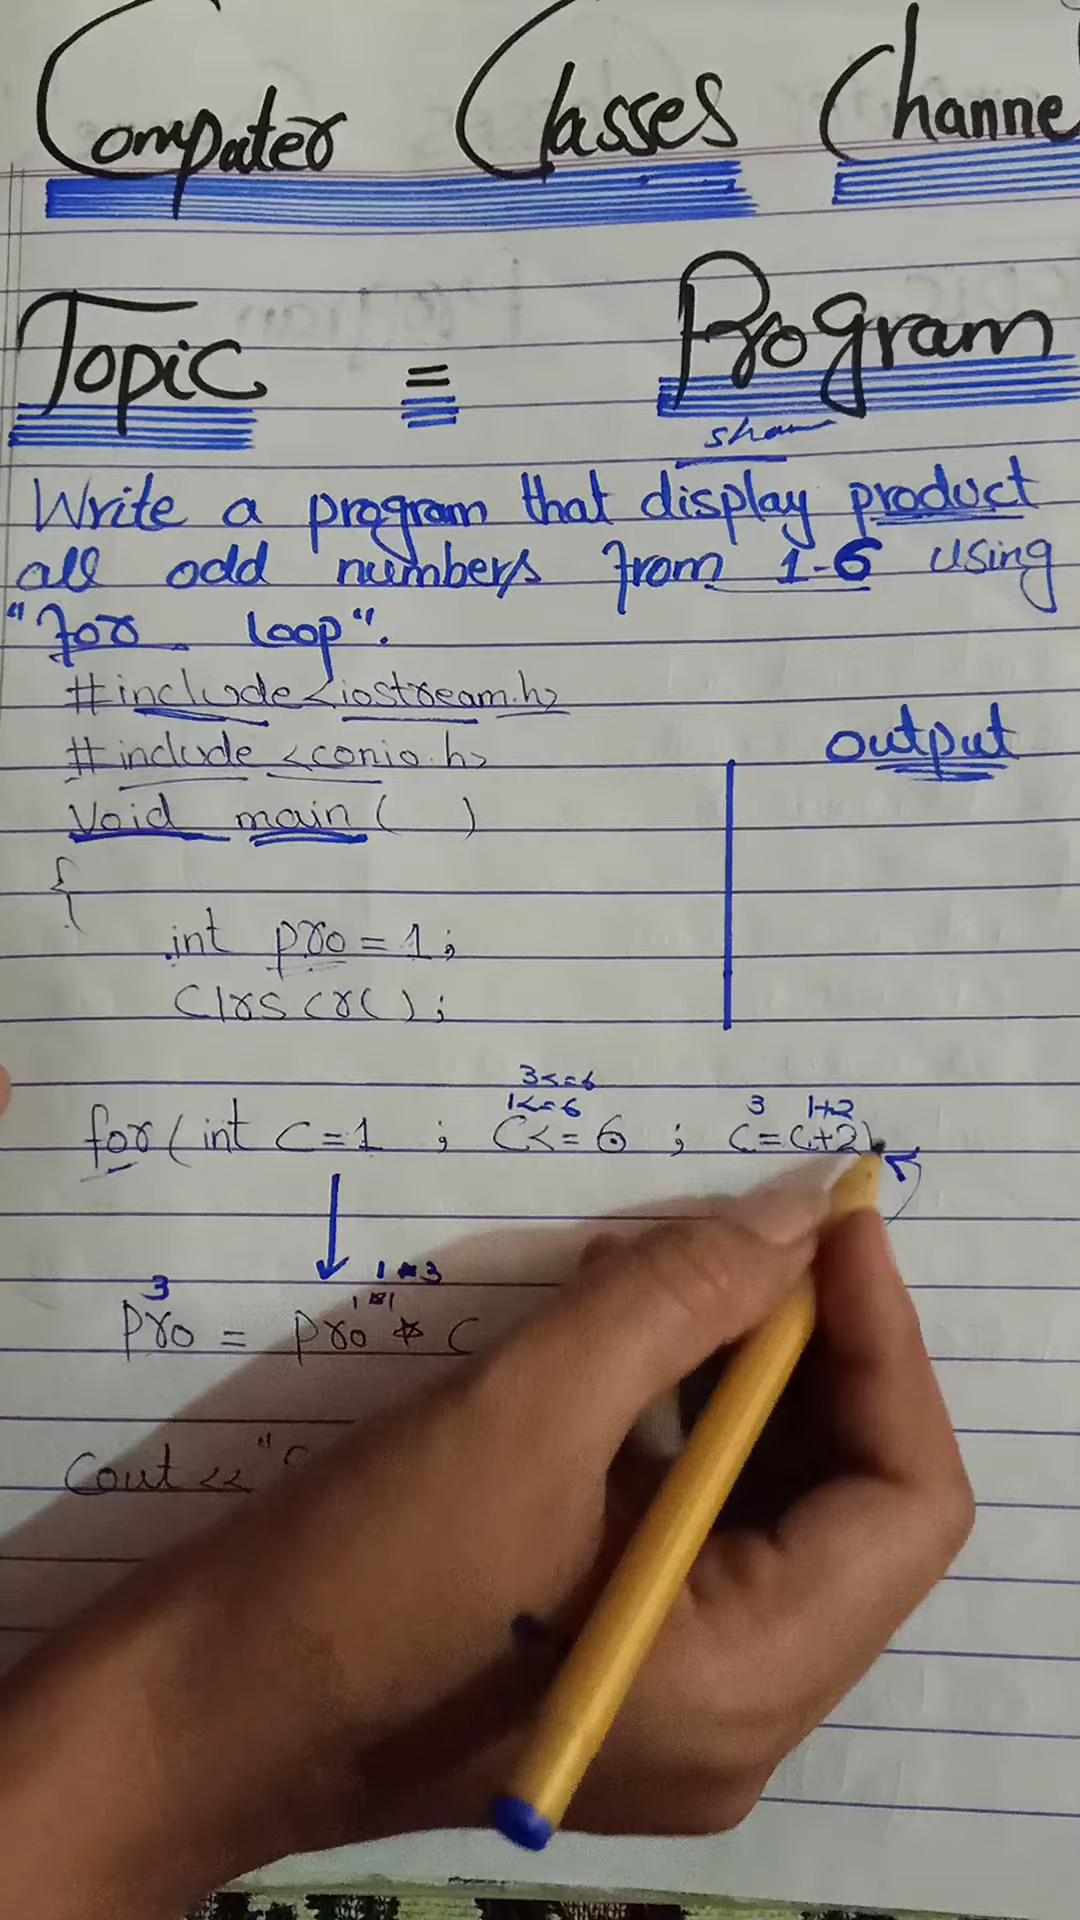 Computer Classes Channel
Topic = Program
show
Write a program that display product
all odd numbers from 1-6 using
"for loop".
#include<iostream.h>
#include <conio.h>
output
void main( )
{
int pro = 1;
clrscr();
3<=6
1<=6 3 1+2
for(int c=1 ; c<=6 ; c=c+2)
3 1*3
1*1
pro = pro * c
cout << "